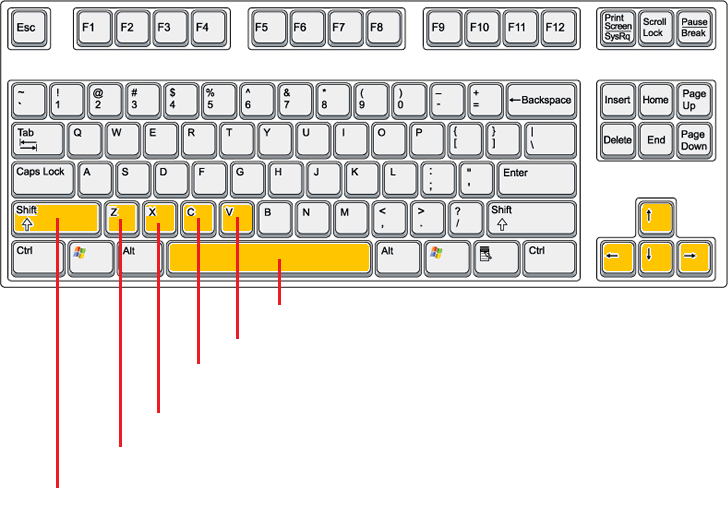 Esc F1 F2 F3 F4 F5 F6 F7 F8 F9 F10 F11 F12 Print Screen SysRq Scroll Lock Pause Break
~ ` ! 1 @ 2 # 3 $ 4 % 5 ^ 6 & 7 * 8 ( 9 ) 0 – - + = ←Backspace Insert Home Page Up
Tab Q W E R T Y U I O P { [ } ] | \ Delete End Page Down
Caps Lock A S D F G H J K L : ; " , Enter
Shift Z X C V B N M < , > . ? / Shift ↑
Ctrl Alt Alt Ctrl ← ↓ →